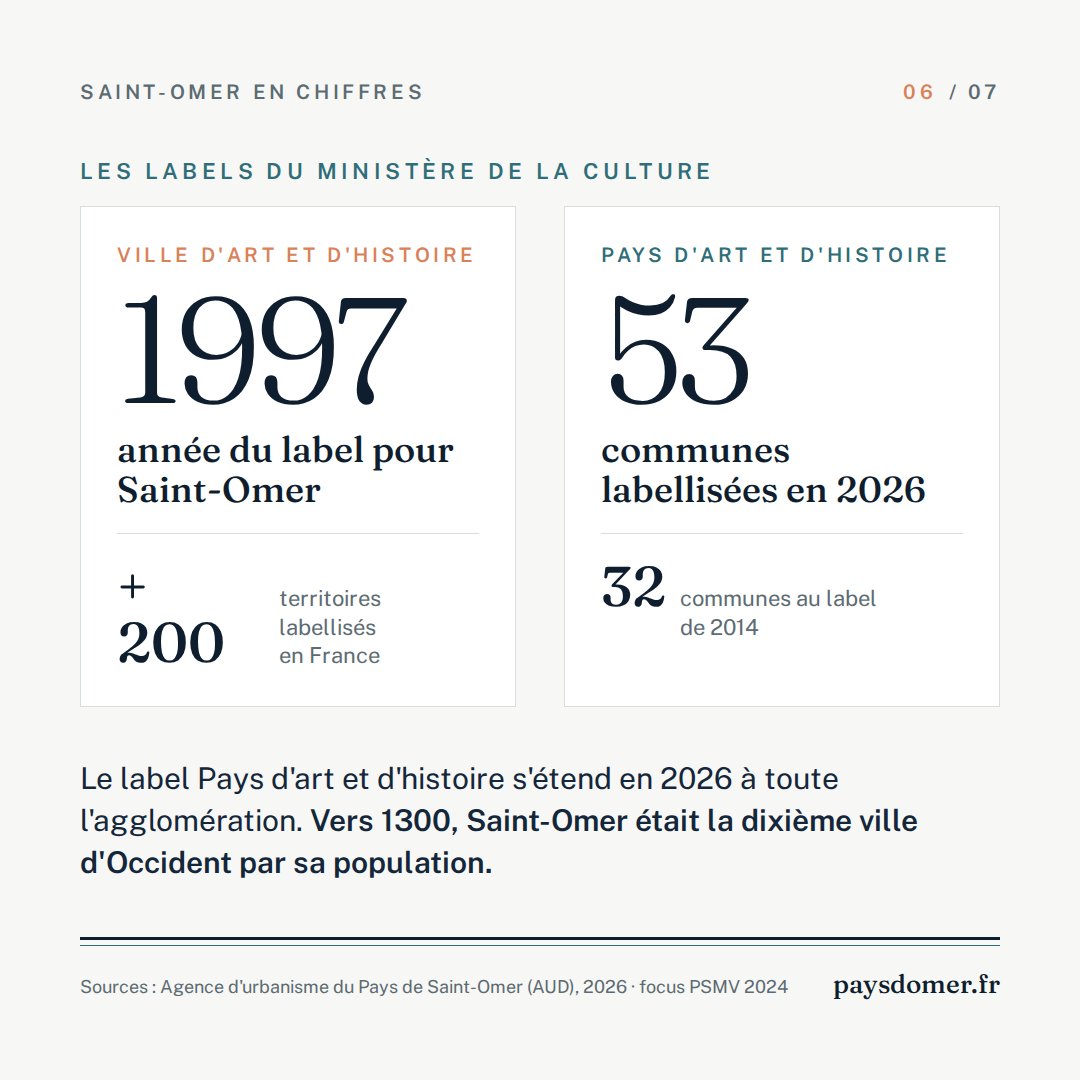 SAINT-OMER EN CHIFFRES
06 / 07
LES LABELS DU MINISTÈRE DE LA CULTURE
VILLE D'ART ET D'HISTOIRE
1997
année du label pour
Saint-Omer
+
200
territoires
labellisés
en France
PAYS D'ART ET D'HISTOIRE
53
communes
labellisées en 2026
32
communes au label
de 2014
Le label Pays d'art et d'histoire s'étend en 2026 à toute
l'agglomération. Vers 1300, Saint-Omer était la dixième ville
d'Occident par sa population.
Sources : Agence d'urbanisme du Pays de Saint-Omer (AUD), 2026 · focus PSMV 2024
paysdomer.fr